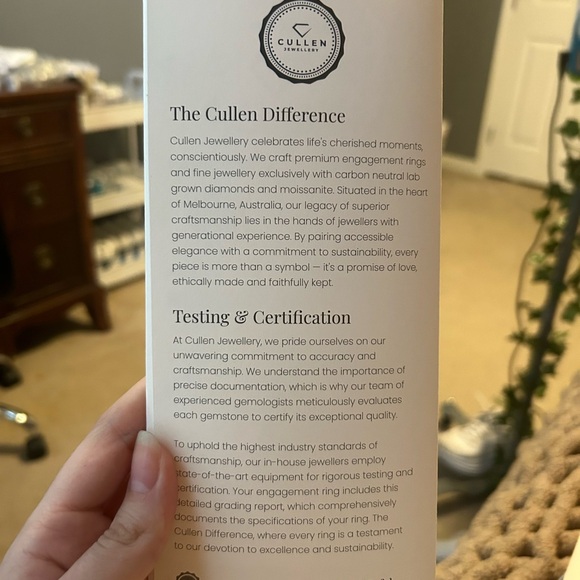 CULLEN
JEWELLERY
The Cullen Difference
Cullen Jewellery celebrates life's cherished moments,
conscientiously. We craft premium engagement rings
and fine jewellery exclusively with carbon neutral lab
grown diamonds and moissanite. Situated in the heart
of Melbourne, Australia, our legacy of superior
craftsmanship lies in the hands of jewellers with
generational experience. By pairing accessible
elegance with a commitment to sustainability, every
piece is more than a symbol — it's a promise of love,
ethically made and faithfully kept.
Testing & Certification
At Cullen Jewellery, we pride ourselves on our
unwavering commitment to accuracy and
craftsmanship. We understand the importance of
precise documentation, which is why our team of
experienced gemologists meticulously evaluates
each gemstone to certify its exceptional quality.
To uphold the highest industry standards of
craftsmanship, our in-house jewellers employ
state-of-the-art equipment for rigorous testing and
certification. Your engagement ring includes this
detailed grading report, which comprehensively
documents the specifications of your ring. The
Cullen Difference, where every ring is a testament
to our devotion to excellence and sustainability.